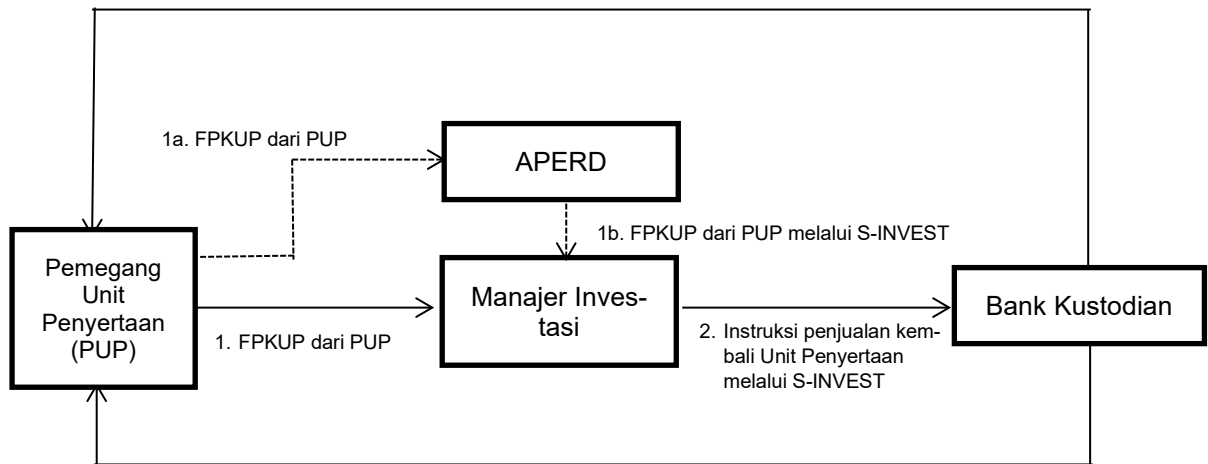 1a. FPKUP dari PUP
APERD
1b. FPKUP dari PUP melalui S-INVEST
Pemegang
Unit
Penyertaan
(PUP)
Manajer Inves-
tasi
Bank Kustodian
1. FPKUP dari PUP
2. Instruksi penjualan kem-
bali Unit Penyertaan
melalui S-INVEST